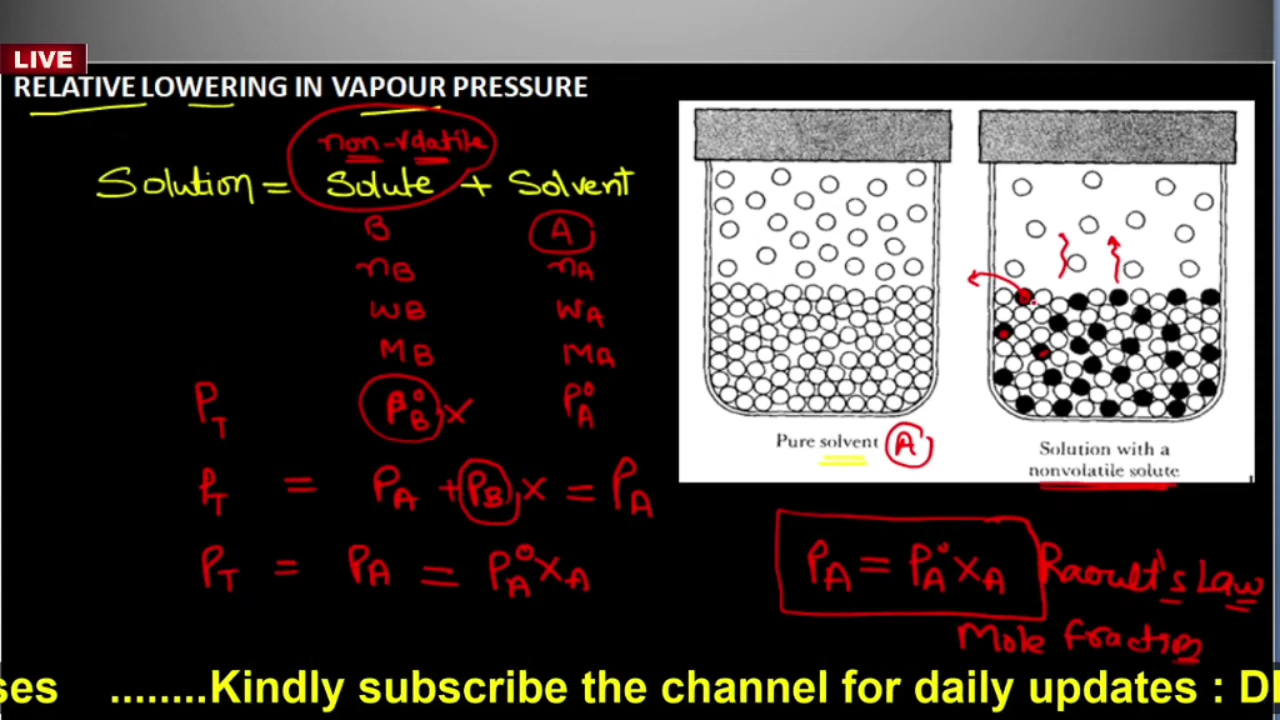 LIVE
RELATIVE LOWERING IN VAPOUR PRESSURE
non-volatile
Solution = Solute + Solvent
B A
nB nA
WB WA
MB MA
PT P°B × P°A
PT = PA + PB × = PA
PT = PA = P°A XA
Pure solvent A
Solution with a
nonvolatile solute
PA = P°A XA Raoult's Law
Mole fraction
ses ........Kindly subscribe the channel for daily updates : D